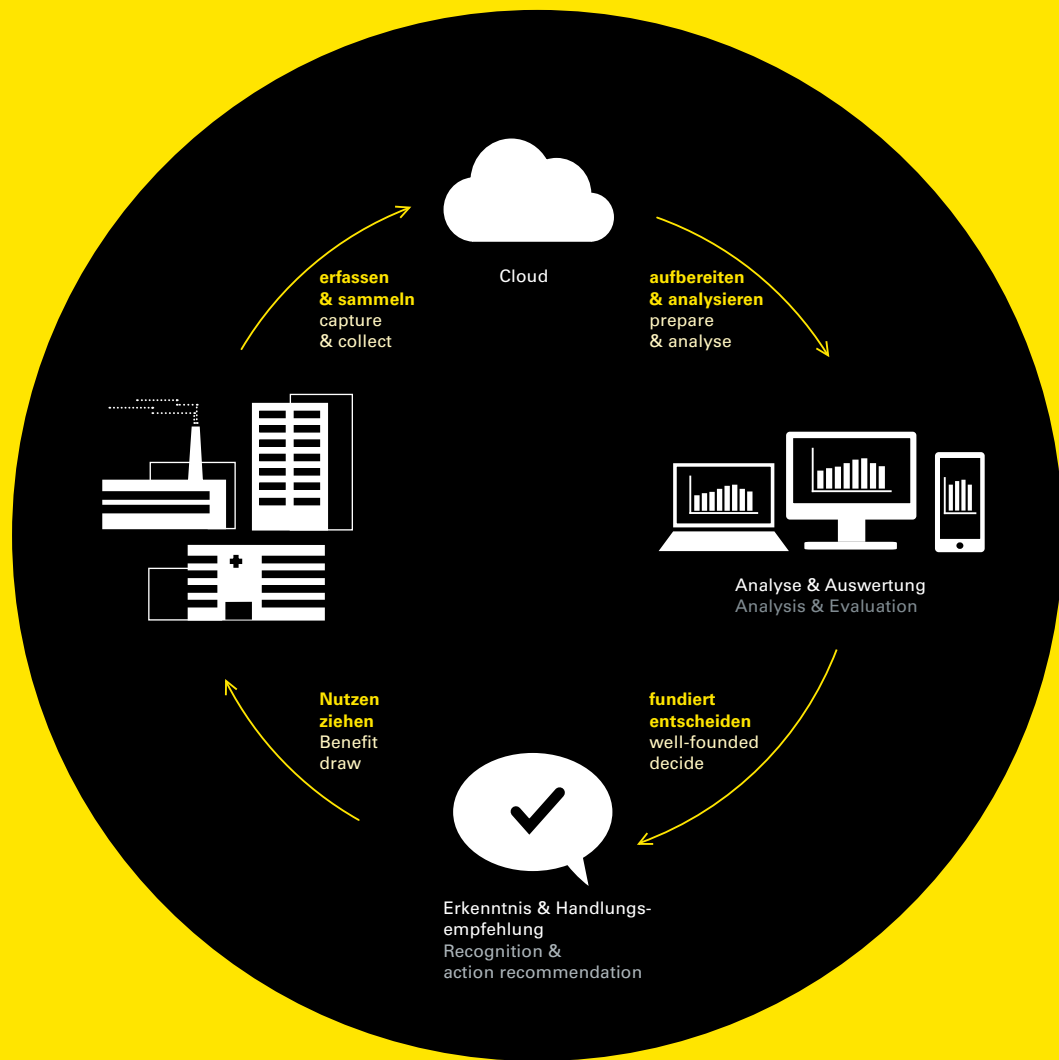 Cloud
erfassen
& sammeln
capture
& collect
aufbereiten
& analysieren
prepare
& analyse
Analyse & Auswertung
Analysis & Evaluation
Nutzen
ziehen
Benefit
draw
fundiert
entscheiden
well-founded
decide
Erkenntnis & Handlungs-
empfehlung
Recognition &
action recommendation